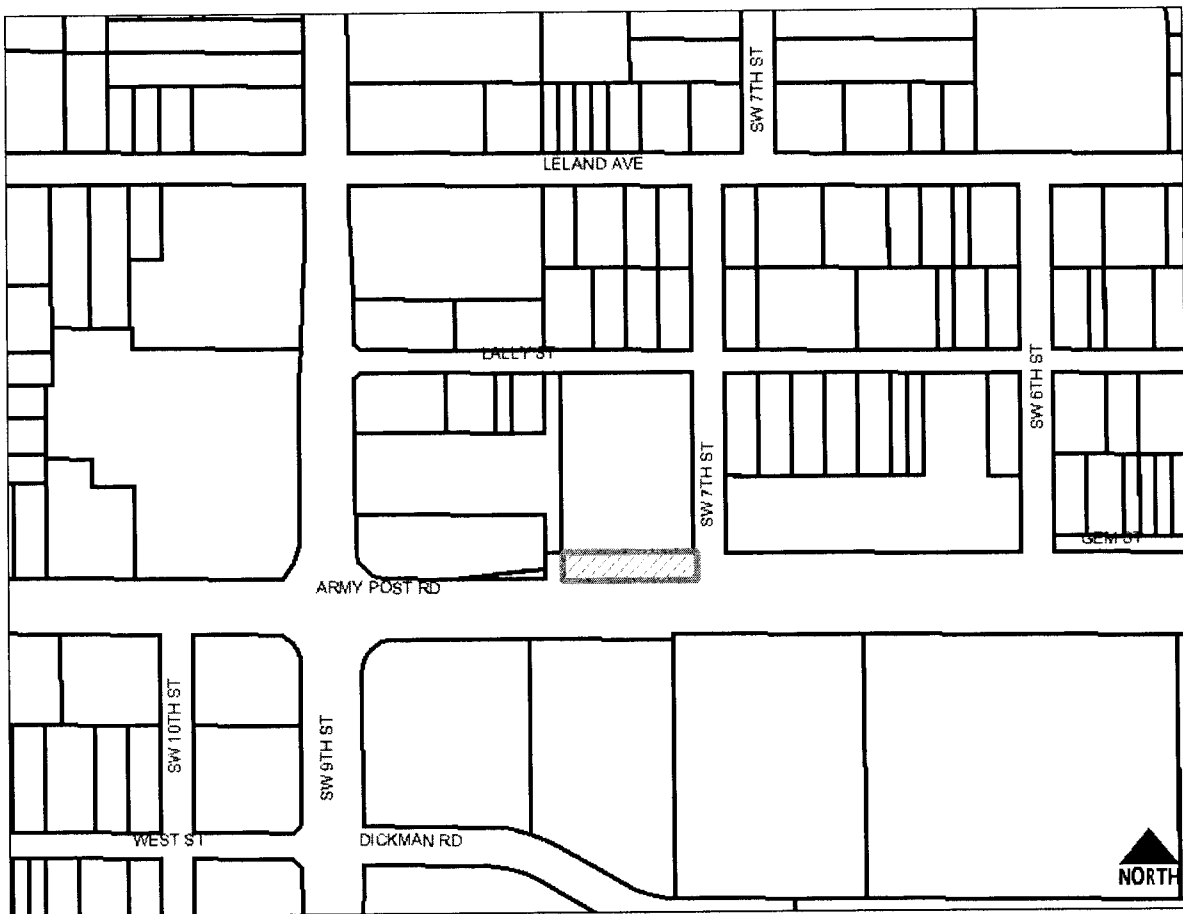 SW 7TH ST
LELAND AVE
LALLY ST
SW 6TH ST
SW 7TH ST
GEM ST
ARMY POST RD
SW 10TH ST
SW 9TH ST
WEST ST
DICKMAN RD
NORTH